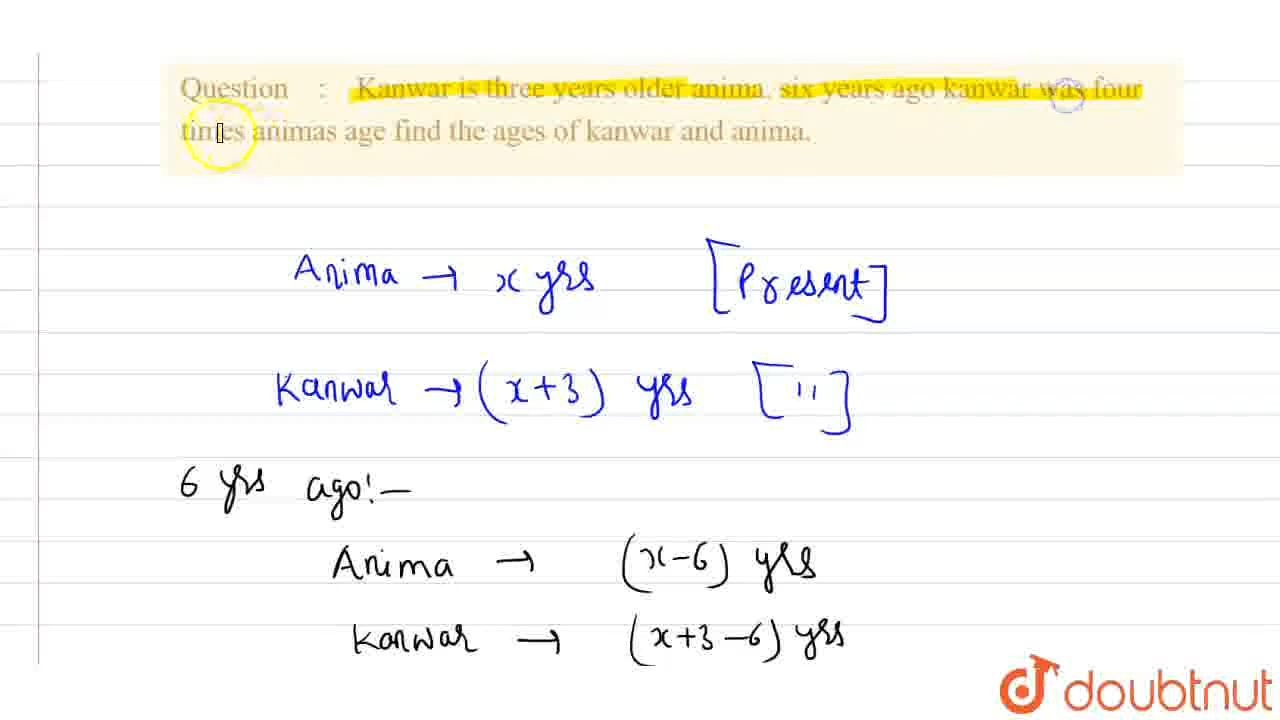 Question : Kanwar is three years older anima, six years ago kanwar was four
times animas age find the ages of kanwar and anima.
Anima → x yrs [Present]
Kanwar → (x+3) yrs [ " ]
6 yrs ago:-
Anima → (x-6) yrs
Kanwar → (x+3-6) yrs
doubtnut